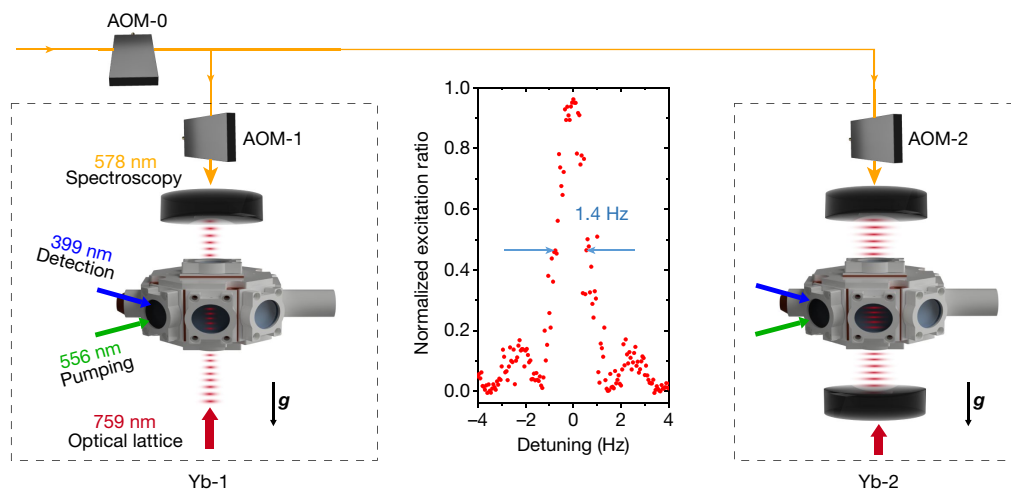 AOM-0
AOM-1
578 nm
Spectroscopy
399 nm
Detection
556 nm
Pumping
759 nm
Optical lattice
g
Yb-1
Normalized excitation ratio
1.0
0.8
0.6
0.4
0.2
0.0
1.4 Hz
−4
−2
0
2
4
Detuning (Hz)
AOM-2
g
Yb-2